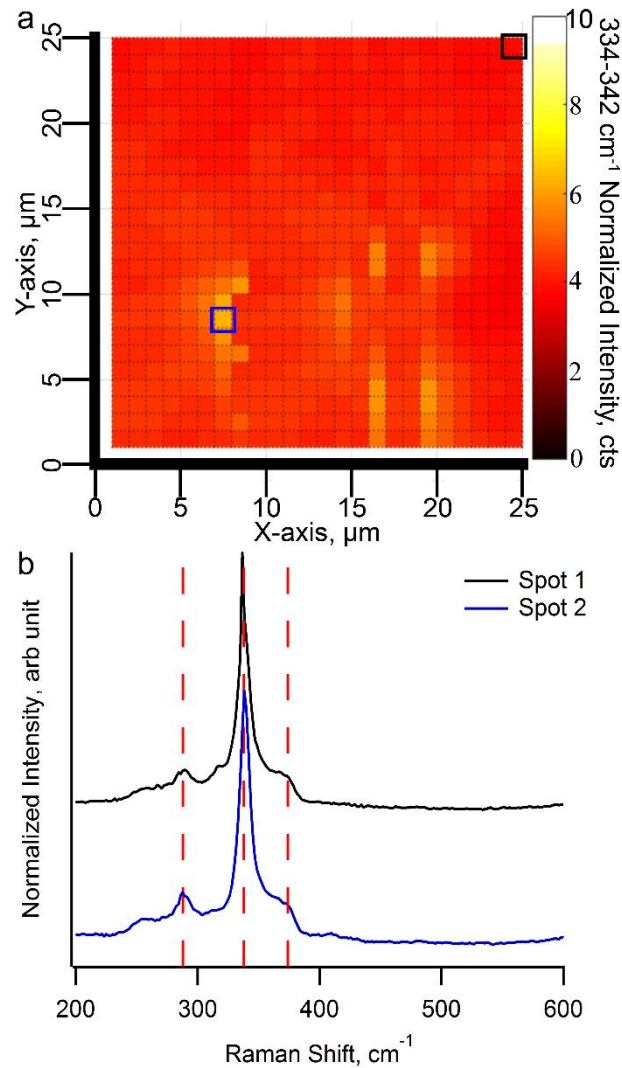 a
25
20
15
10
5
0
Y-axis, µm
0
5
10
15
20
25
X-axis, µm
10
8
6
4
2
0
334-342 cm-1 Normalized Intensity, cts
b
Spot 1
Spot 2
Normalized Intensity, arb unit
200
300
400
500
600
Raman Shift, cm-1